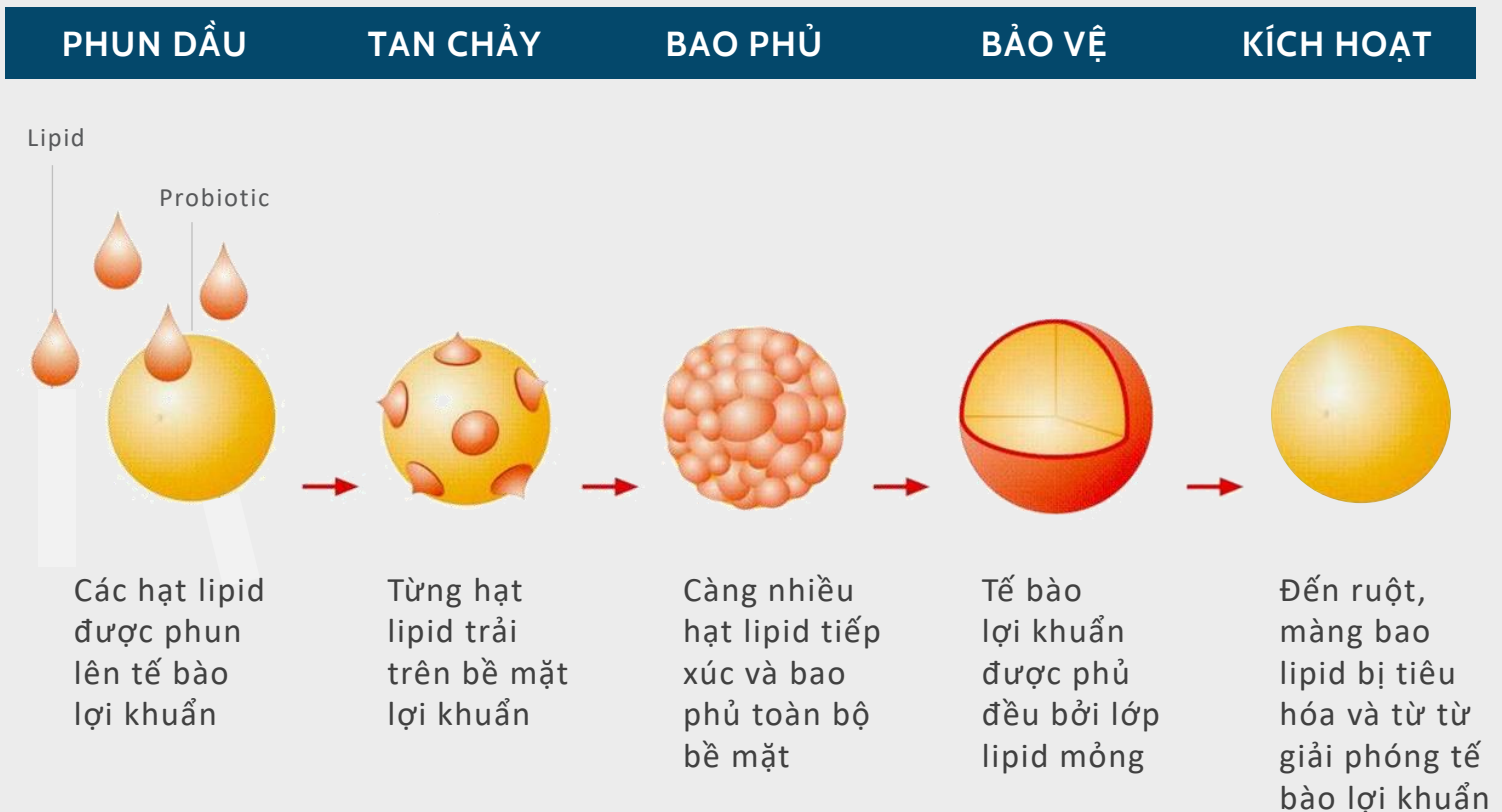 PHUN DẦU
TAN CHẢY
BAO PHỦ
BẢO VỆ
KÍCH HOẠT
Lipid
Probiotic
Các hạt lipid
được phun
lên tế bào
lợi khuẩn
Từng hạt
lipid trải
trên bề mặt
lợi khuẩn
Càng nhiều
hạt lipid tiếp
xúc và bao
phủ toàn bộ
bề mặt
Tế bào
lợi khuẩn
được phủ
đều bởi lớp
lipid mỏng
Đến ruột,
màng bao
lipid bị tiêu
hóa và từ từ
giải phóng tế
bào lợi khuẩn